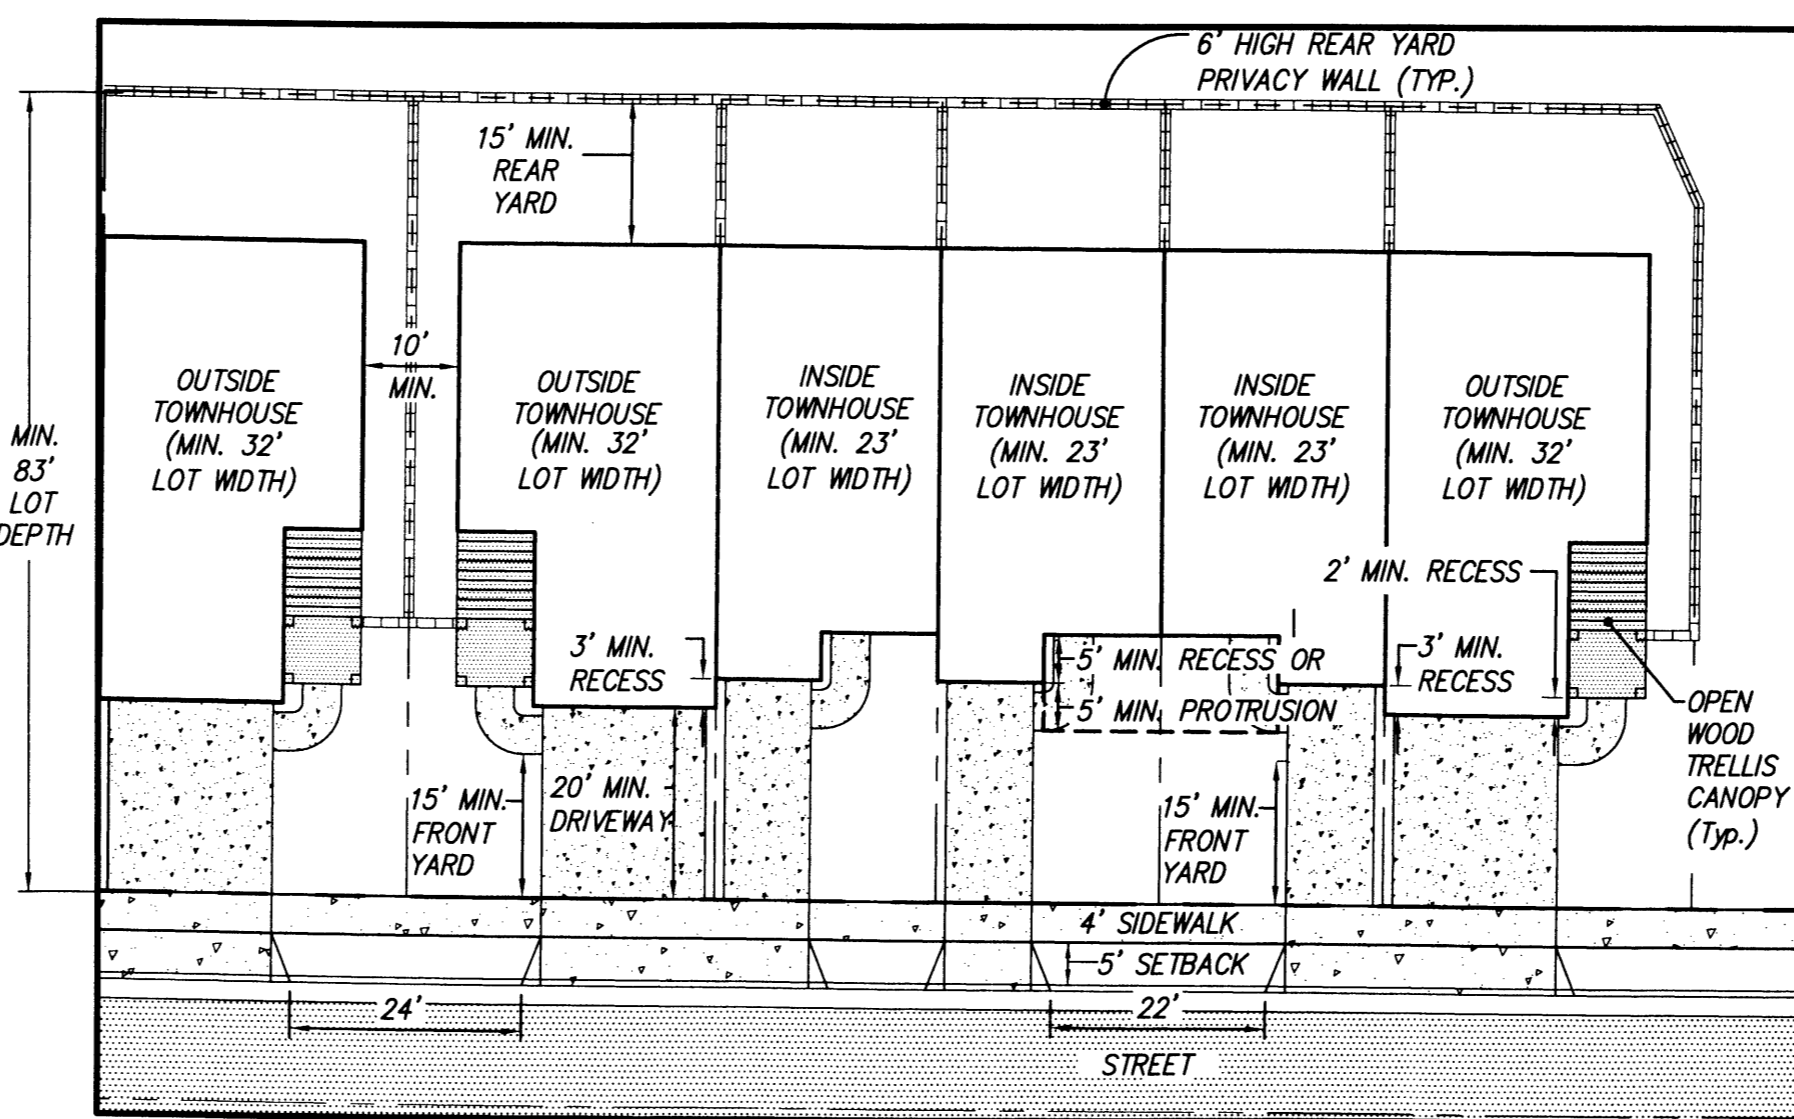 6' HIGH REAR YARD
PRIVACY WALL (TYP.)
15' MIN.
REAR
YARD
10'
MIN.
MIN.
83'
LOT
DEPTH
OUTSIDE
TOWNHOUSE
(MIN. 32'
LOT WIDTH)
OUTSIDE
TOWNHOUSE
(MIN. 32'
LOT WIDTH)
INSIDE
TOWNHOUSE
(MIN. 23'
LOT WIDTH)
INSIDE
TOWNHOUSE
(MIN. 23'
LOT WIDTH)
INSIDE
TOWNHOUSE
(MIN. 23'
LOT WIDTH)
OUTSIDE
TOWNHOUSE
(MIN. 32'
LOT WIDTH)
2' MIN. RECESS
3' MIN.
RECESS
5' MIN. RECESS OR
5' MIN. PROTRUSION
3' MIN.
RECESS
OPEN
WOOD
TRELLIS
CANOPY
(Typ.)
15' MIN.
FRONT
YARD
20' MIN.
DRIVEWAY
15' MIN.
FRONT
YARD
4' SIDEWALK
5' SETBACK
24'
22'
STREET